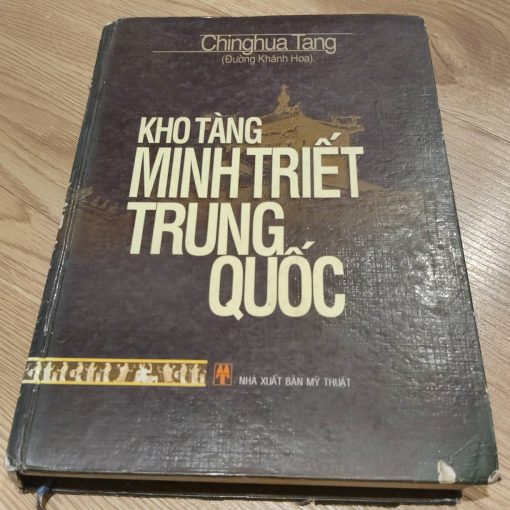 Chinghua Tang
(Đường Khánh Hoa)
KHO TÀNG
MINH TRIẾT
TRUNG
QUỐC
NHÀ XUẤT BẢN MỸ THUẬT